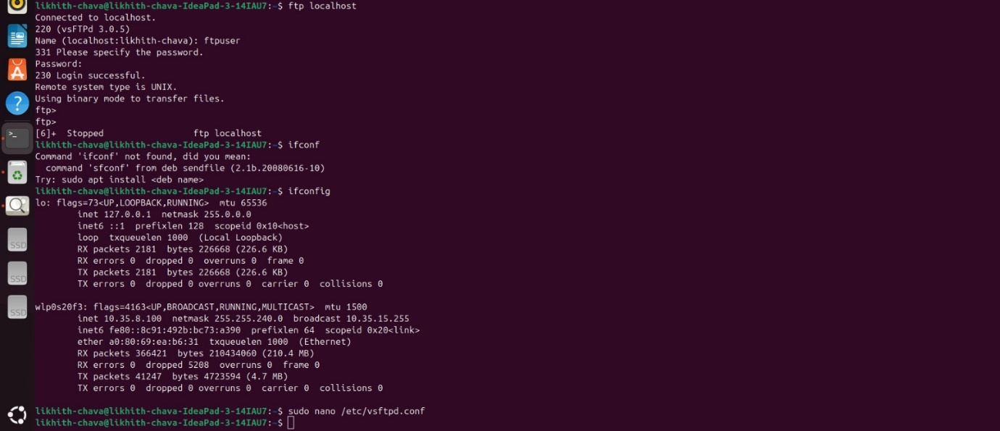 likhith-chava@likhith-chava-IdeaPad-3-14IAU7:~$ ftp localhost
Connected to localhost.
220 (vsFTPd 3.0.5)
Name (localhost:likhith-chava): ftpuser
331 Please specify the password.
Password:
230 Login successful.
Remote system type is UNIX.
Using binary mode to transfer files.
ftp>
ftp>
[6]+  Stopped                 ftp localhost
likhith-chava@likhith-chava-IdeaPad-3-14IAU7:~$ ifconf
Command 'ifconf' not found, did you mean:
  command 'sfconf' from deb sendfile (2.1b.20080616-10)
Try: sudo apt install <deb name>
likhith-chava@likhith-chava-IdeaPad-3-14IAU7:~$ ifconfig
lo: flags=73<UP,LOOPBACK,RUNNING>  mtu 65536
        inet 127.0.0.1  netmask 255.0.0.0
        inet6 ::1  prefixlen 128  scopeid 0x10<host>
        loop  txqueuelen 1000  (Local Loopback)
        RX packets 2181  bytes 226668 (226.6 KB)
        RX errors 0  dropped 0  overruns 0  frame 0
        TX packets 2181  bytes 226668 (226.6 KB)
        TX errors 0  dropped 0 overruns 0  carrier 0  collisions 0

wlp0s20f3: flags=4163<UP,BROADCAST,RUNNING,MULTICAST>  mtu 1500
        inet 10.35.8.100  netmask 255.255.240.0  broadcast 10.35.15.255
        inet6 fe80::8c91:492b:bc73:a390  prefixlen 64  scopeid 0x20<link>
        ether a0:80:69:ea:b6:31  txqueuelen 1000  (Ethernet)
        RX packets 366421  bytes 210434060 (210.4 MB)
        RX errors 0  dropped 5208  overruns 0  frame 0
        TX packets 41247  bytes 4723594 (4.7 MB)
        TX errors 0  dropped 0 overruns 0  carrier 0  collisions 0

likhith-chava@likhith-chava-IdeaPad-3-14IAU7:~$ sudo nano /etc/vsftpd.conf
likhith-chava@likhith-chava-IdeaPad-3-14IAU7:~$
SSD
SSD
SSD